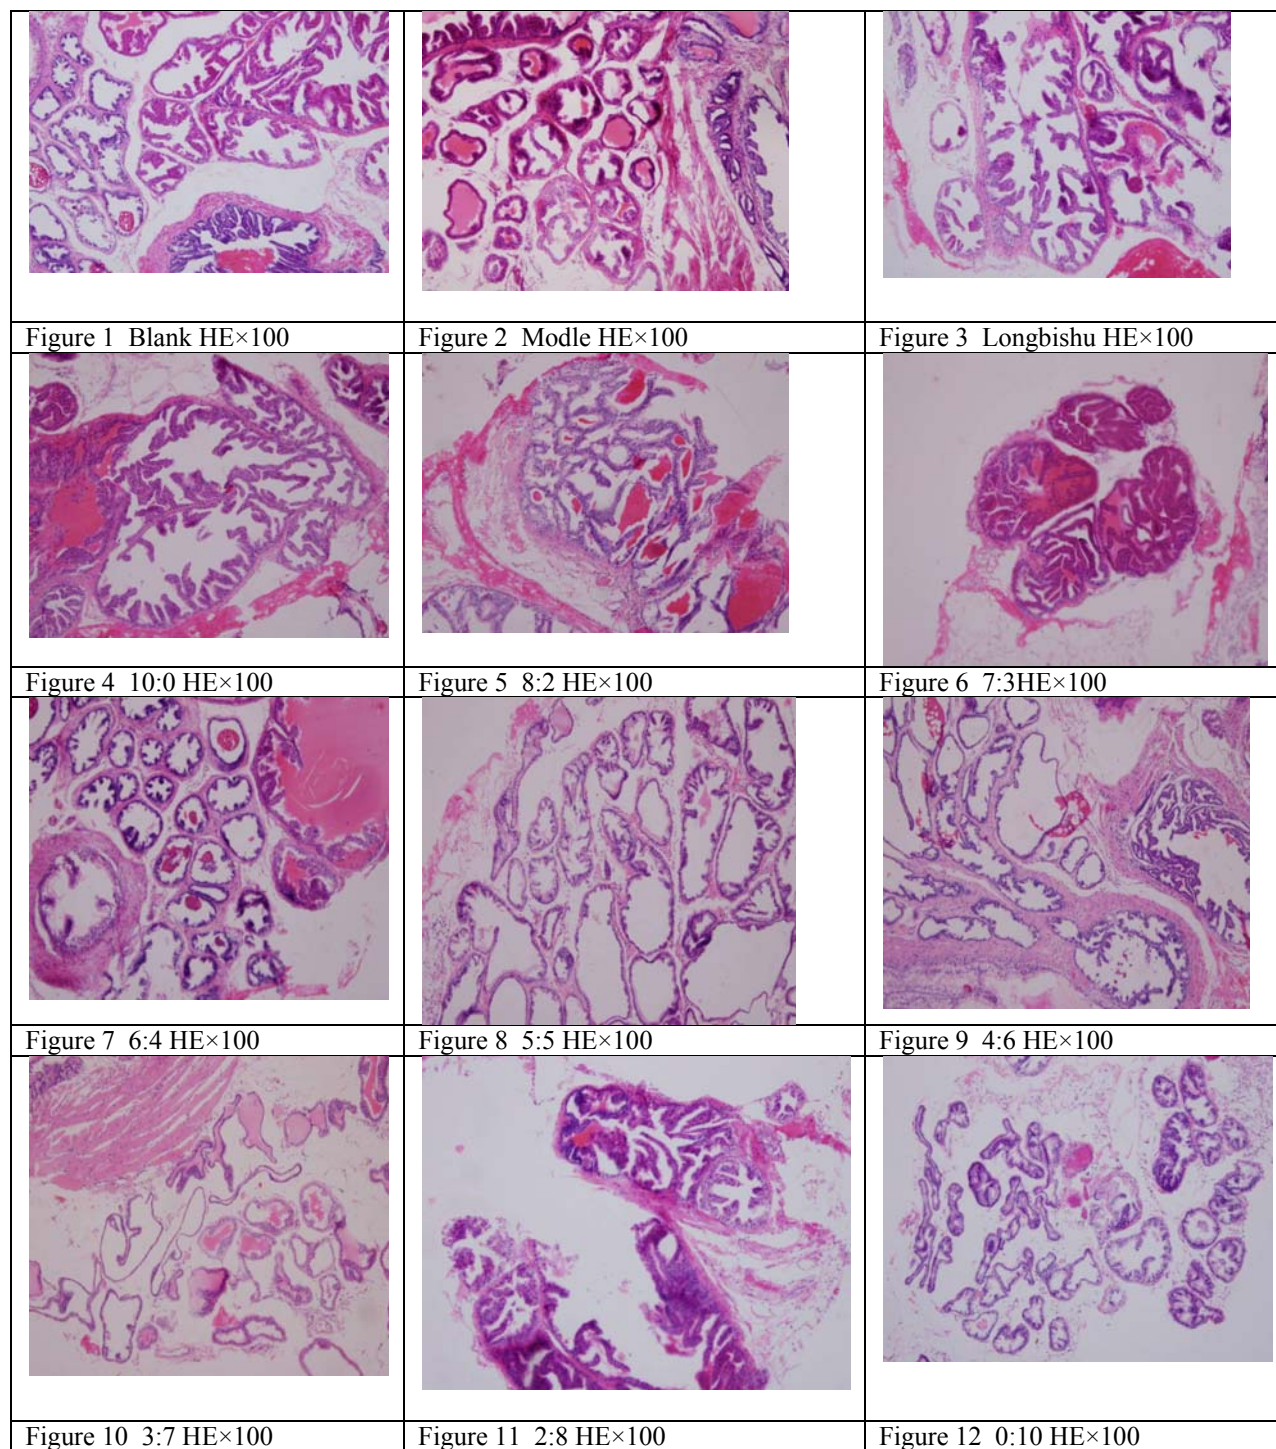 Figure 1  Blank HE×100
Figure 2  Modle HE×100
Figure 3  Longbishu HE×100
Figure 4  10:0 HE×100
Figure 5  8:2 HE×100
Figure 6  7:3HE×100
Figure 7  6:4 HE×100
Figure 8  5:5 HE×100
Figure 9  4:6 HE×100
Figure 10  3:7 HE×100
Figure 11  2:8 HE×100
Figure 12  0:10 HE×100